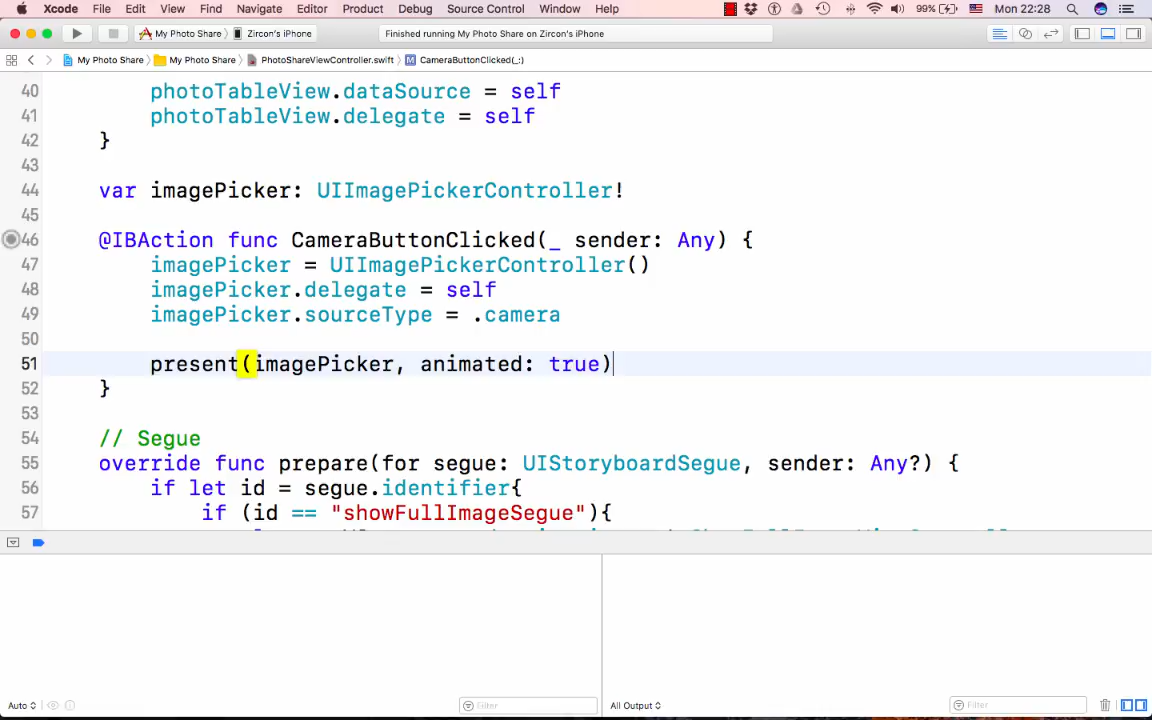 Xcode File Edit View Find Navigate Editor Product Debug Source Control Window Help 99% Mon 22:28
My Photo Share Zircon's iPhone Finished running My Photo Share on Zircon's iPhone
My Photo Share My Photo Share PhotoShareViewController.swift M CameraButtonClicked(_:)
40 photoTableView.dataSource = self
41 photoTableView.delegate = self
42 }
43
44 var imagePicker: UIImagePickerController!
45
46 @IBAction func CameraButtonClicked(_ sender: Any) {
47 imagePicker = UIImagePickerController()
48 imagePicker.delegate = self
49 imagePicker.sourceType = .camera
50
51 present(imagePicker, animated: true)
52 }
53
54 // Segue
55 override func prepare(for segue: UIStoryboardSegue, sender: Any?) {
56 if let id = segue.identifier{
57 if (id == "showFullImageSegue"){
Auto Filter All Output Filter